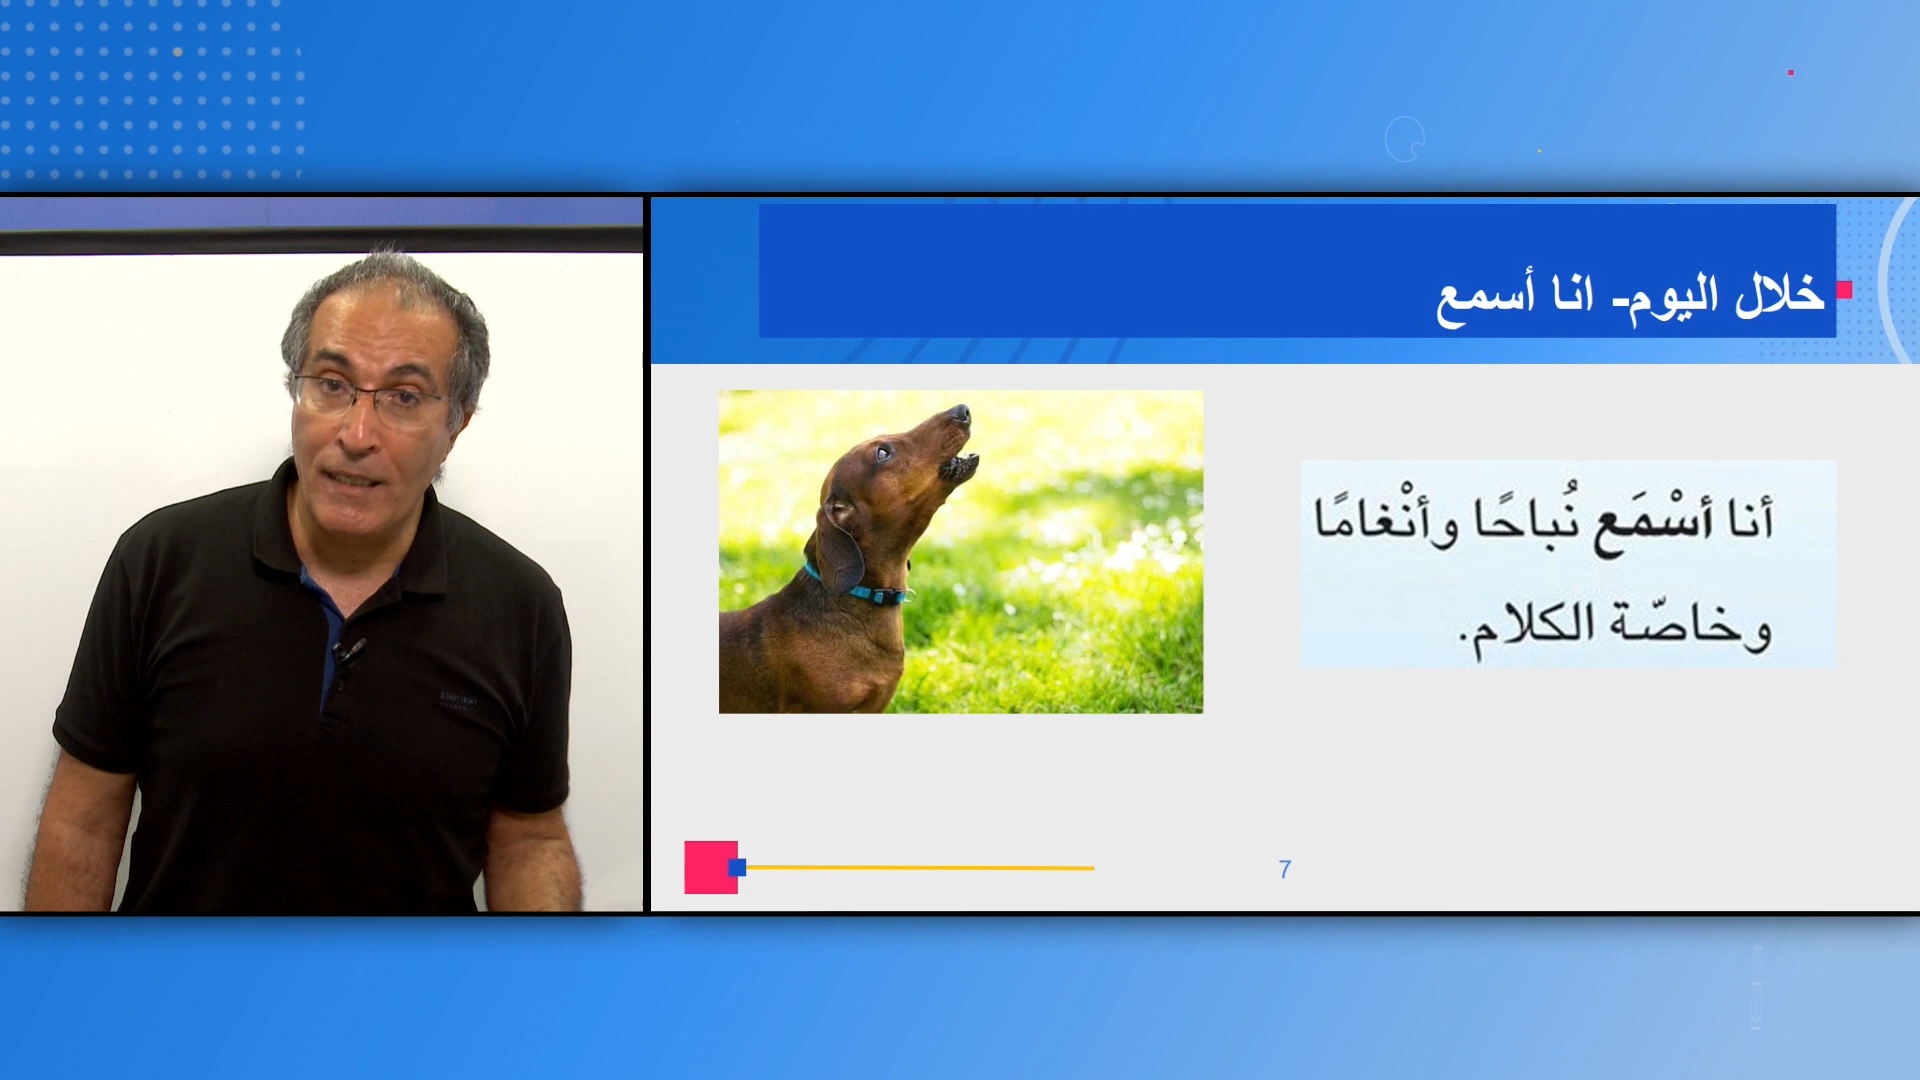 خلال اليوم- انا أسمع
أنا أسْمَع نُباحًا وأنْغامًا
وخاصّة الكلام.
7